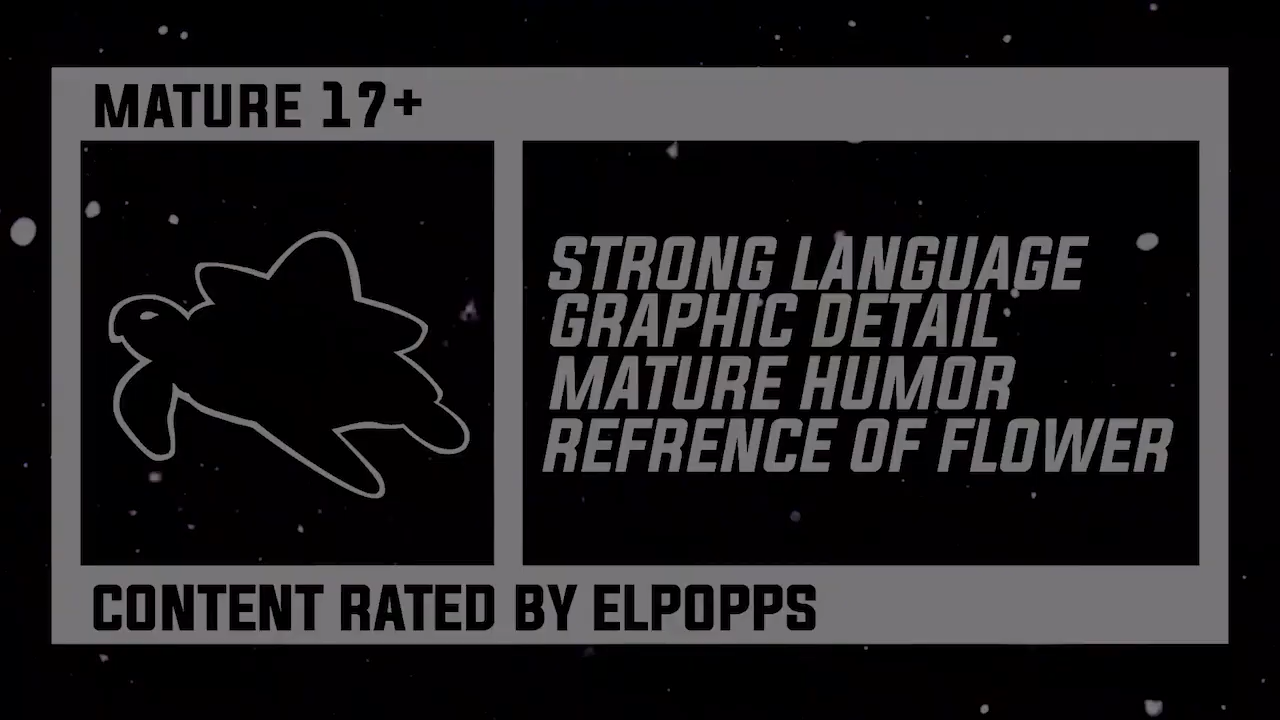 MATURE 17+
STRONG LANGUAGE
GRAPHIC DETAIL
MATURE HUMOR
REFRENCE OF FLOWER
CONTENT RATED BY ELPOPPS